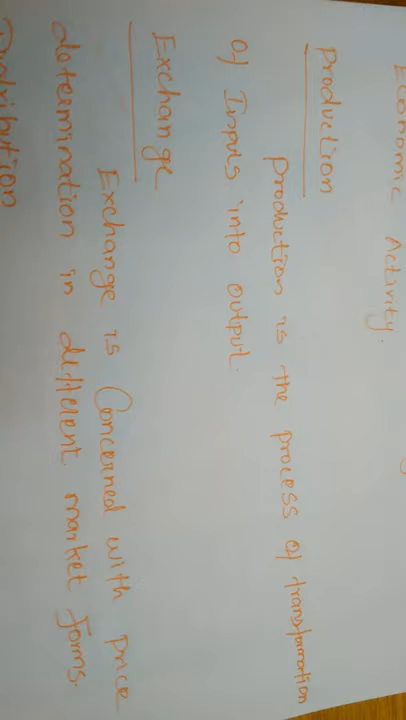 Economic Activity.
Production
Production is the process of transformation
of Inputs into output.
Exchange
Exchange is Concerned with price
determination in different market forms.
Distribution